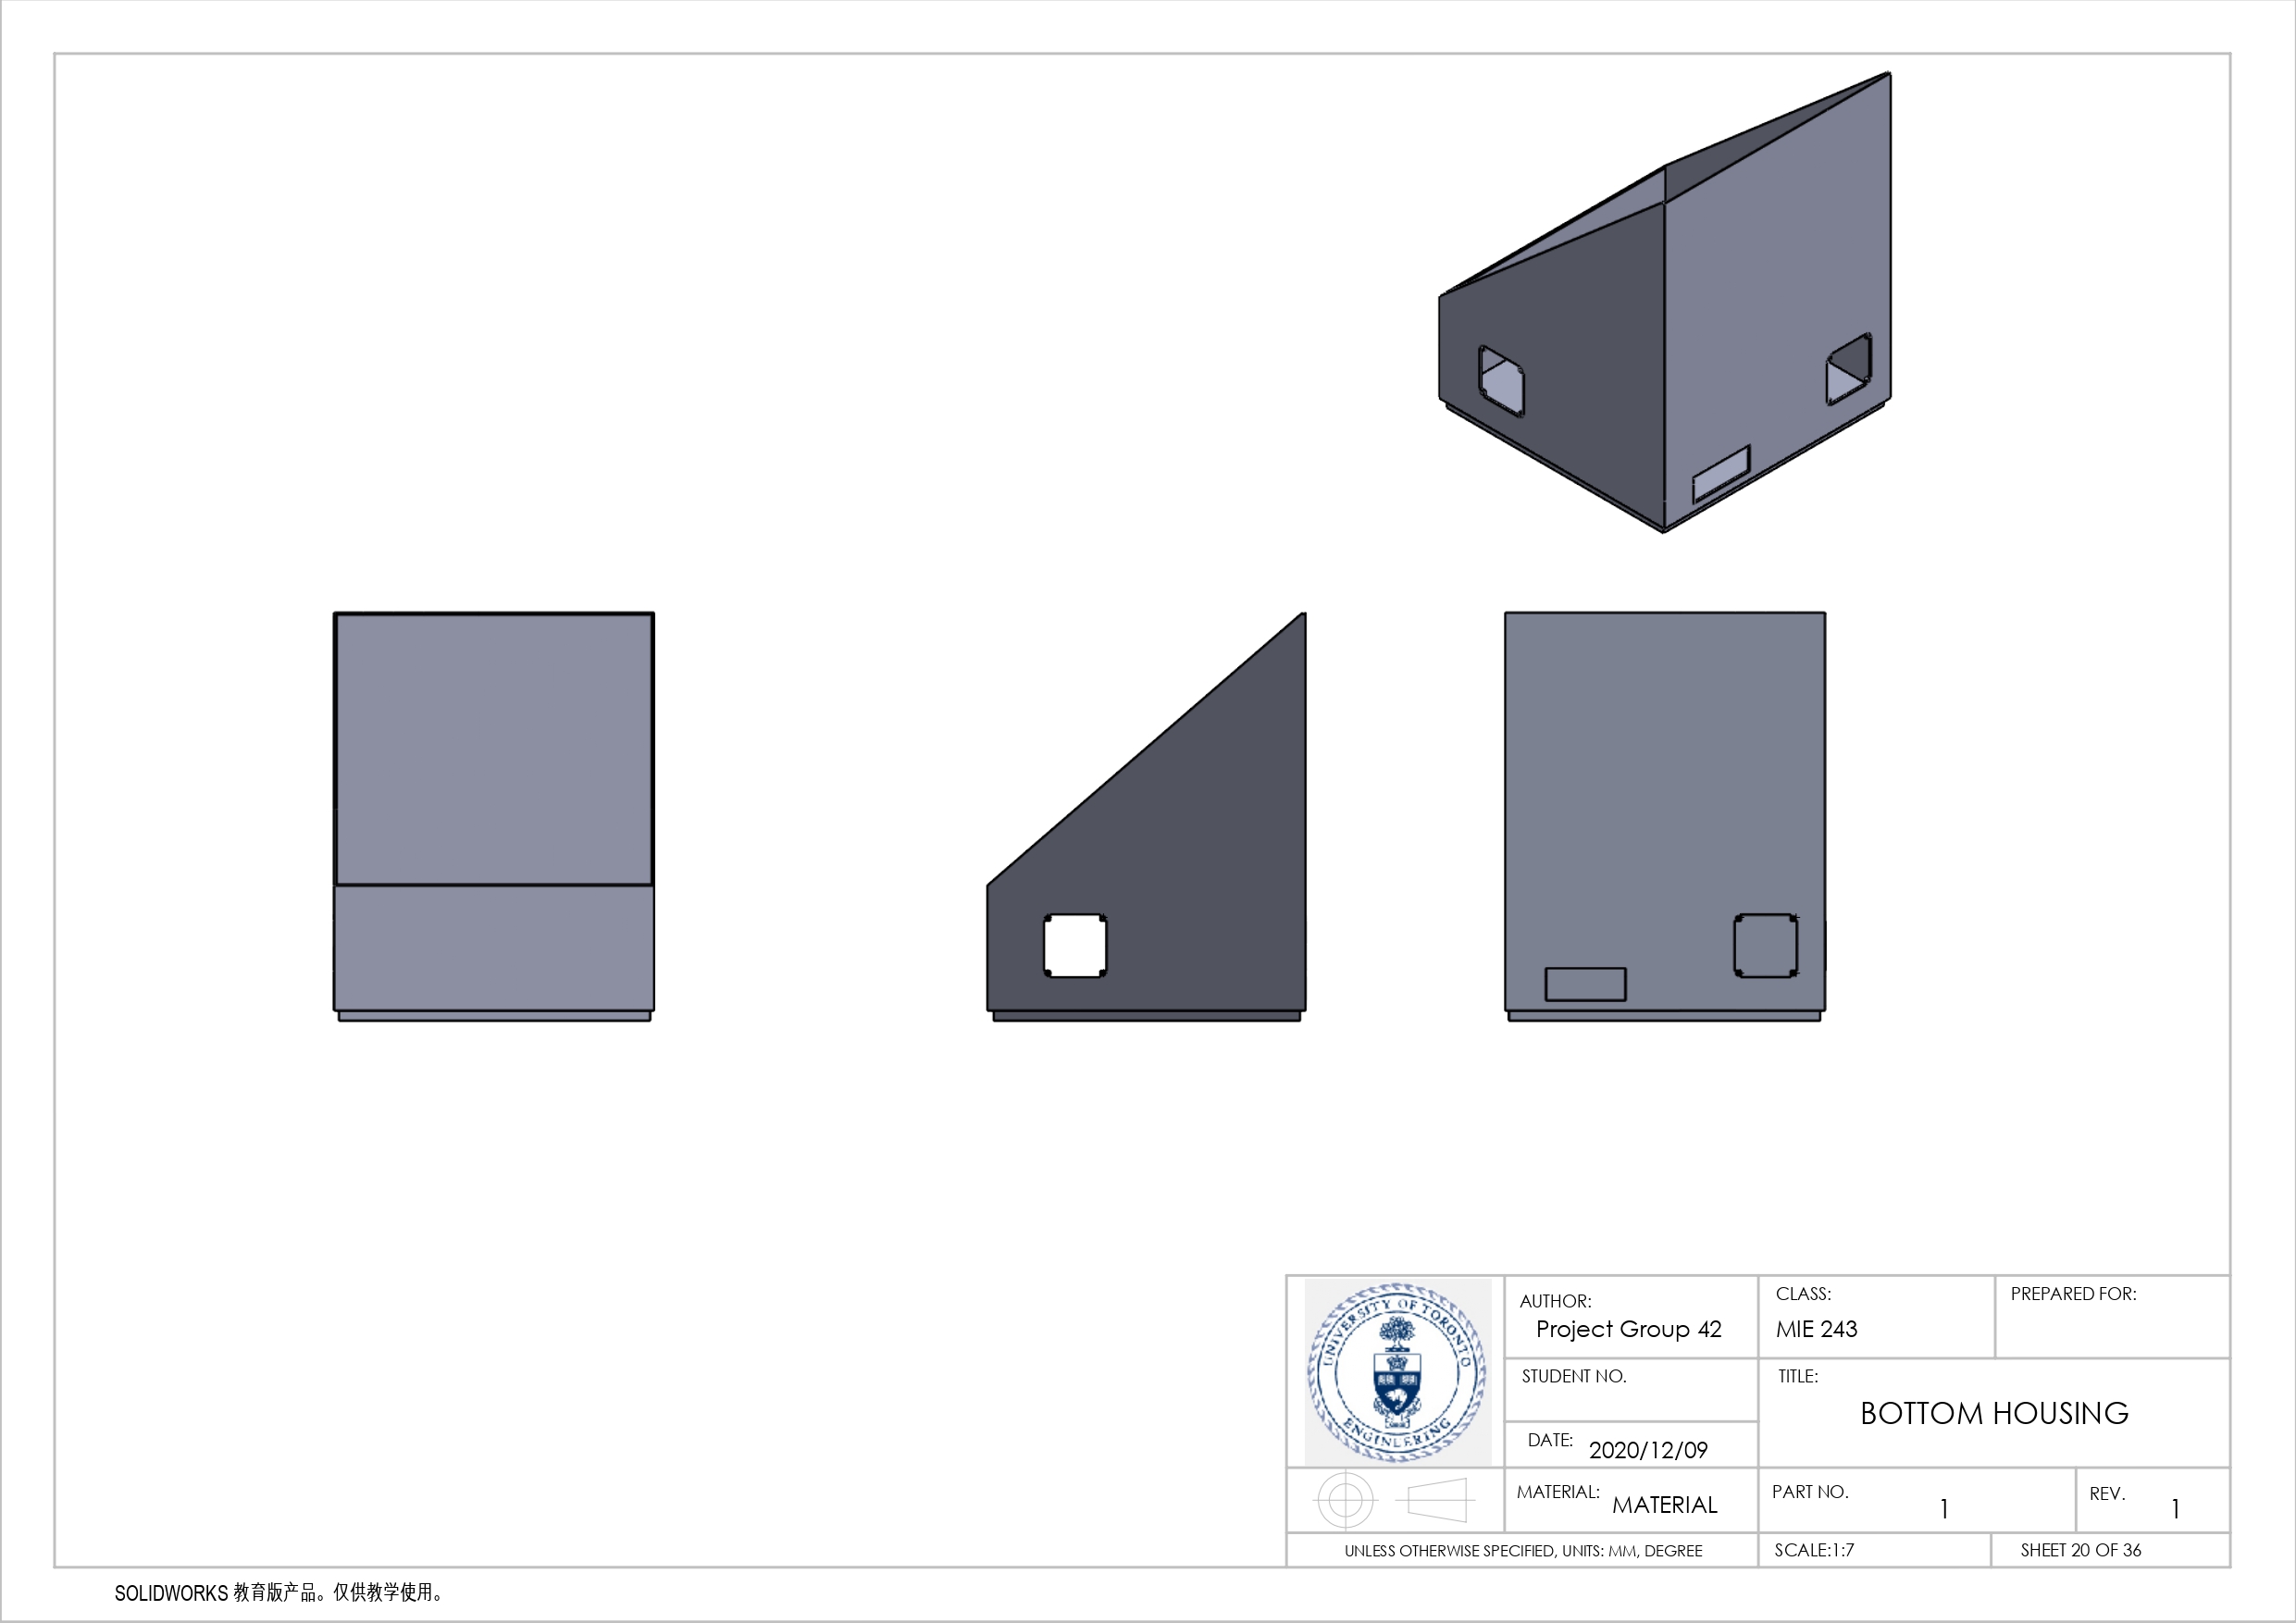 UNIVERSITY OF TORONTO
ENGINEERING
AUTHOR:
Project Group 42
CLASS:
MIE 243
PREPARED FOR:
STUDENT NO.
TITLE:
BOTTOM HOUSING
DATE: 2020/12/09
MATERIAL: MATERIAL
PART NO. 1
REV. 1
UNLESS OTHERWISE SPECIFIED, UNITS: MM, DEGREE
SCALE:1:7
SHEET 20 OF 36
SOLIDWORKS 教育版产品。仅供教学使用。